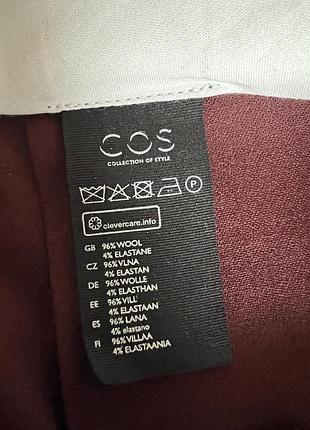 COS
COLLECTION OF STYLE
P
clevercare.info
GB 96% WOOL
4% ELASTANE
CZ 96% VLNA
4% ELASTAN
DE 96% WOLLE
4% ELASTHAN
EE 96% VILL
4% ELASTAAN
ES 96% LANA
4% elastano
FI 96% VILLAA
4% ELASTAANIA